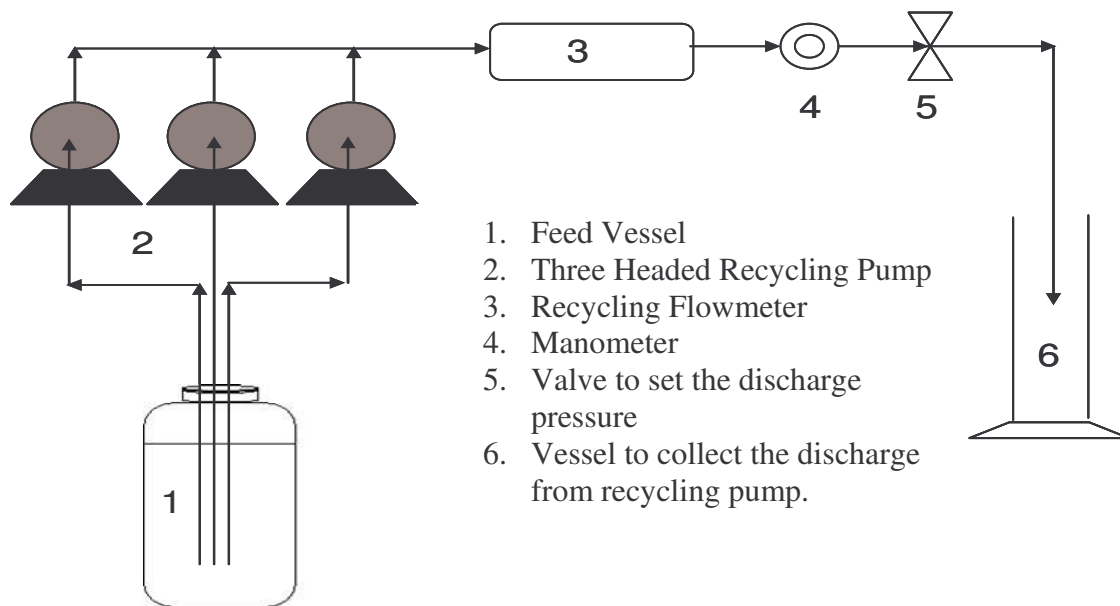 3
4
5
2
1. Feed Vessel
2. Three Headed Recycling Pump
3. Recycling Flowmeter
4. Manometer
5. Valve to set the discharge
pressure
6. Vessel to collect the discharge
from recycling pump.
6
1